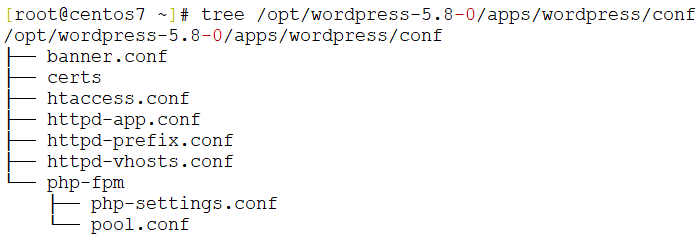 [root@centos7 ~]# tree /opt/wordpress-5.8-0/apps/wordpress/conf
/opt/wordpress-5.8-0/apps/wordpress/conf
├── banner.conf
├── certs
├── htaccess.conf
├── httpd-app.conf
├── httpd-prefix.conf
├── httpd-vhosts.conf
└── php-fpm
    ├── php-settings.conf
    └── pool.conf